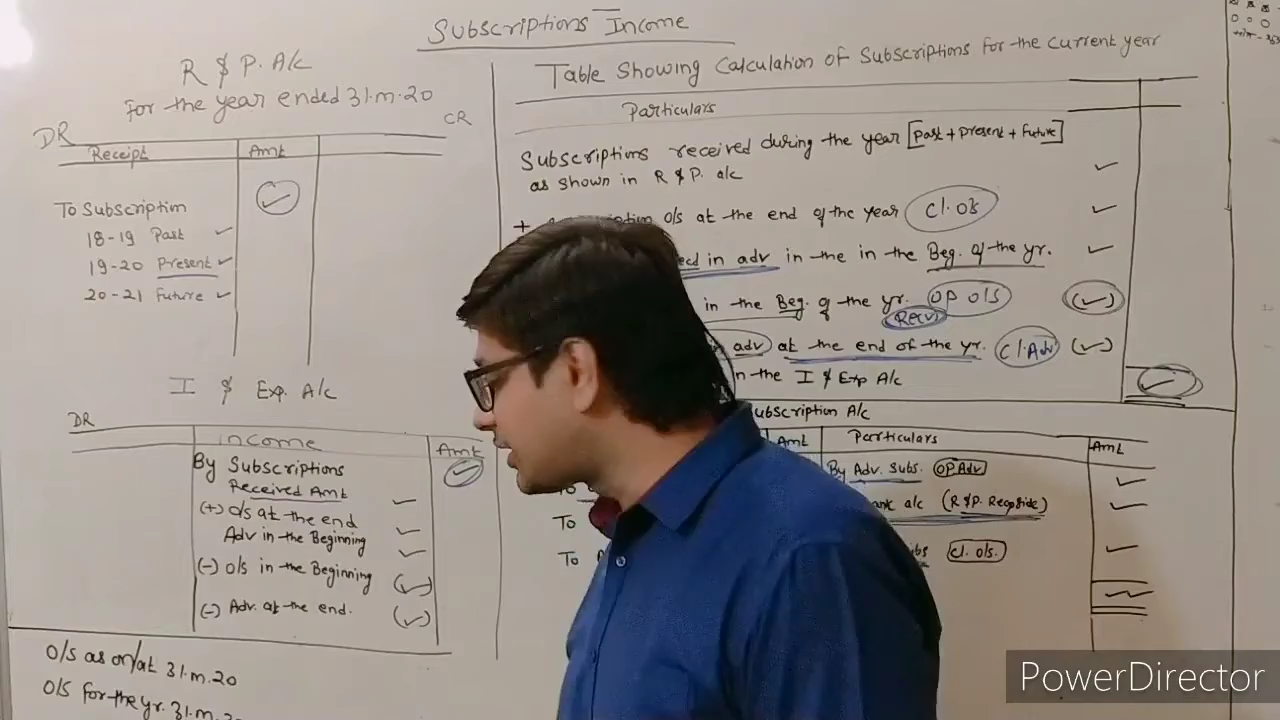 Subscriptions Income
R & P. A/c
For the year ended 31.m.20
DR
CR
Receipt
Amt
To Subscription
18-19 Past
19-20 Present
20-21 Future
I & Exp. A/c
DR
Income
Amt
By Subscriptions
Received Amt
(+) o/s at the end
Adv in the Beginning
(-) o/s in the Beginning
(-) Adv. at the end.
O/S as on/at 31.m.20
O/S for the yr. 31.m.20
Table Showing Calculation of Subscriptions for the current year
Particulars
Subscriptions received during the year [Past + Present + Future]
as shown in R & P. a/c
+ o/s at the end of the year Cl. O/s
ecd in adv in the in the Beg. of the yr.
in the Beg. of the yr. OP O/s
Recv
adv at the end of the yr. Cl. Adv
in the I & Exp A/c
ubscription A/c
Amt
Particulars
Amt
By Adv. Subs. OP Adv
ank a/c (R & P. Recp side)
To
To
bs Cl. O/s.
PowerDirector